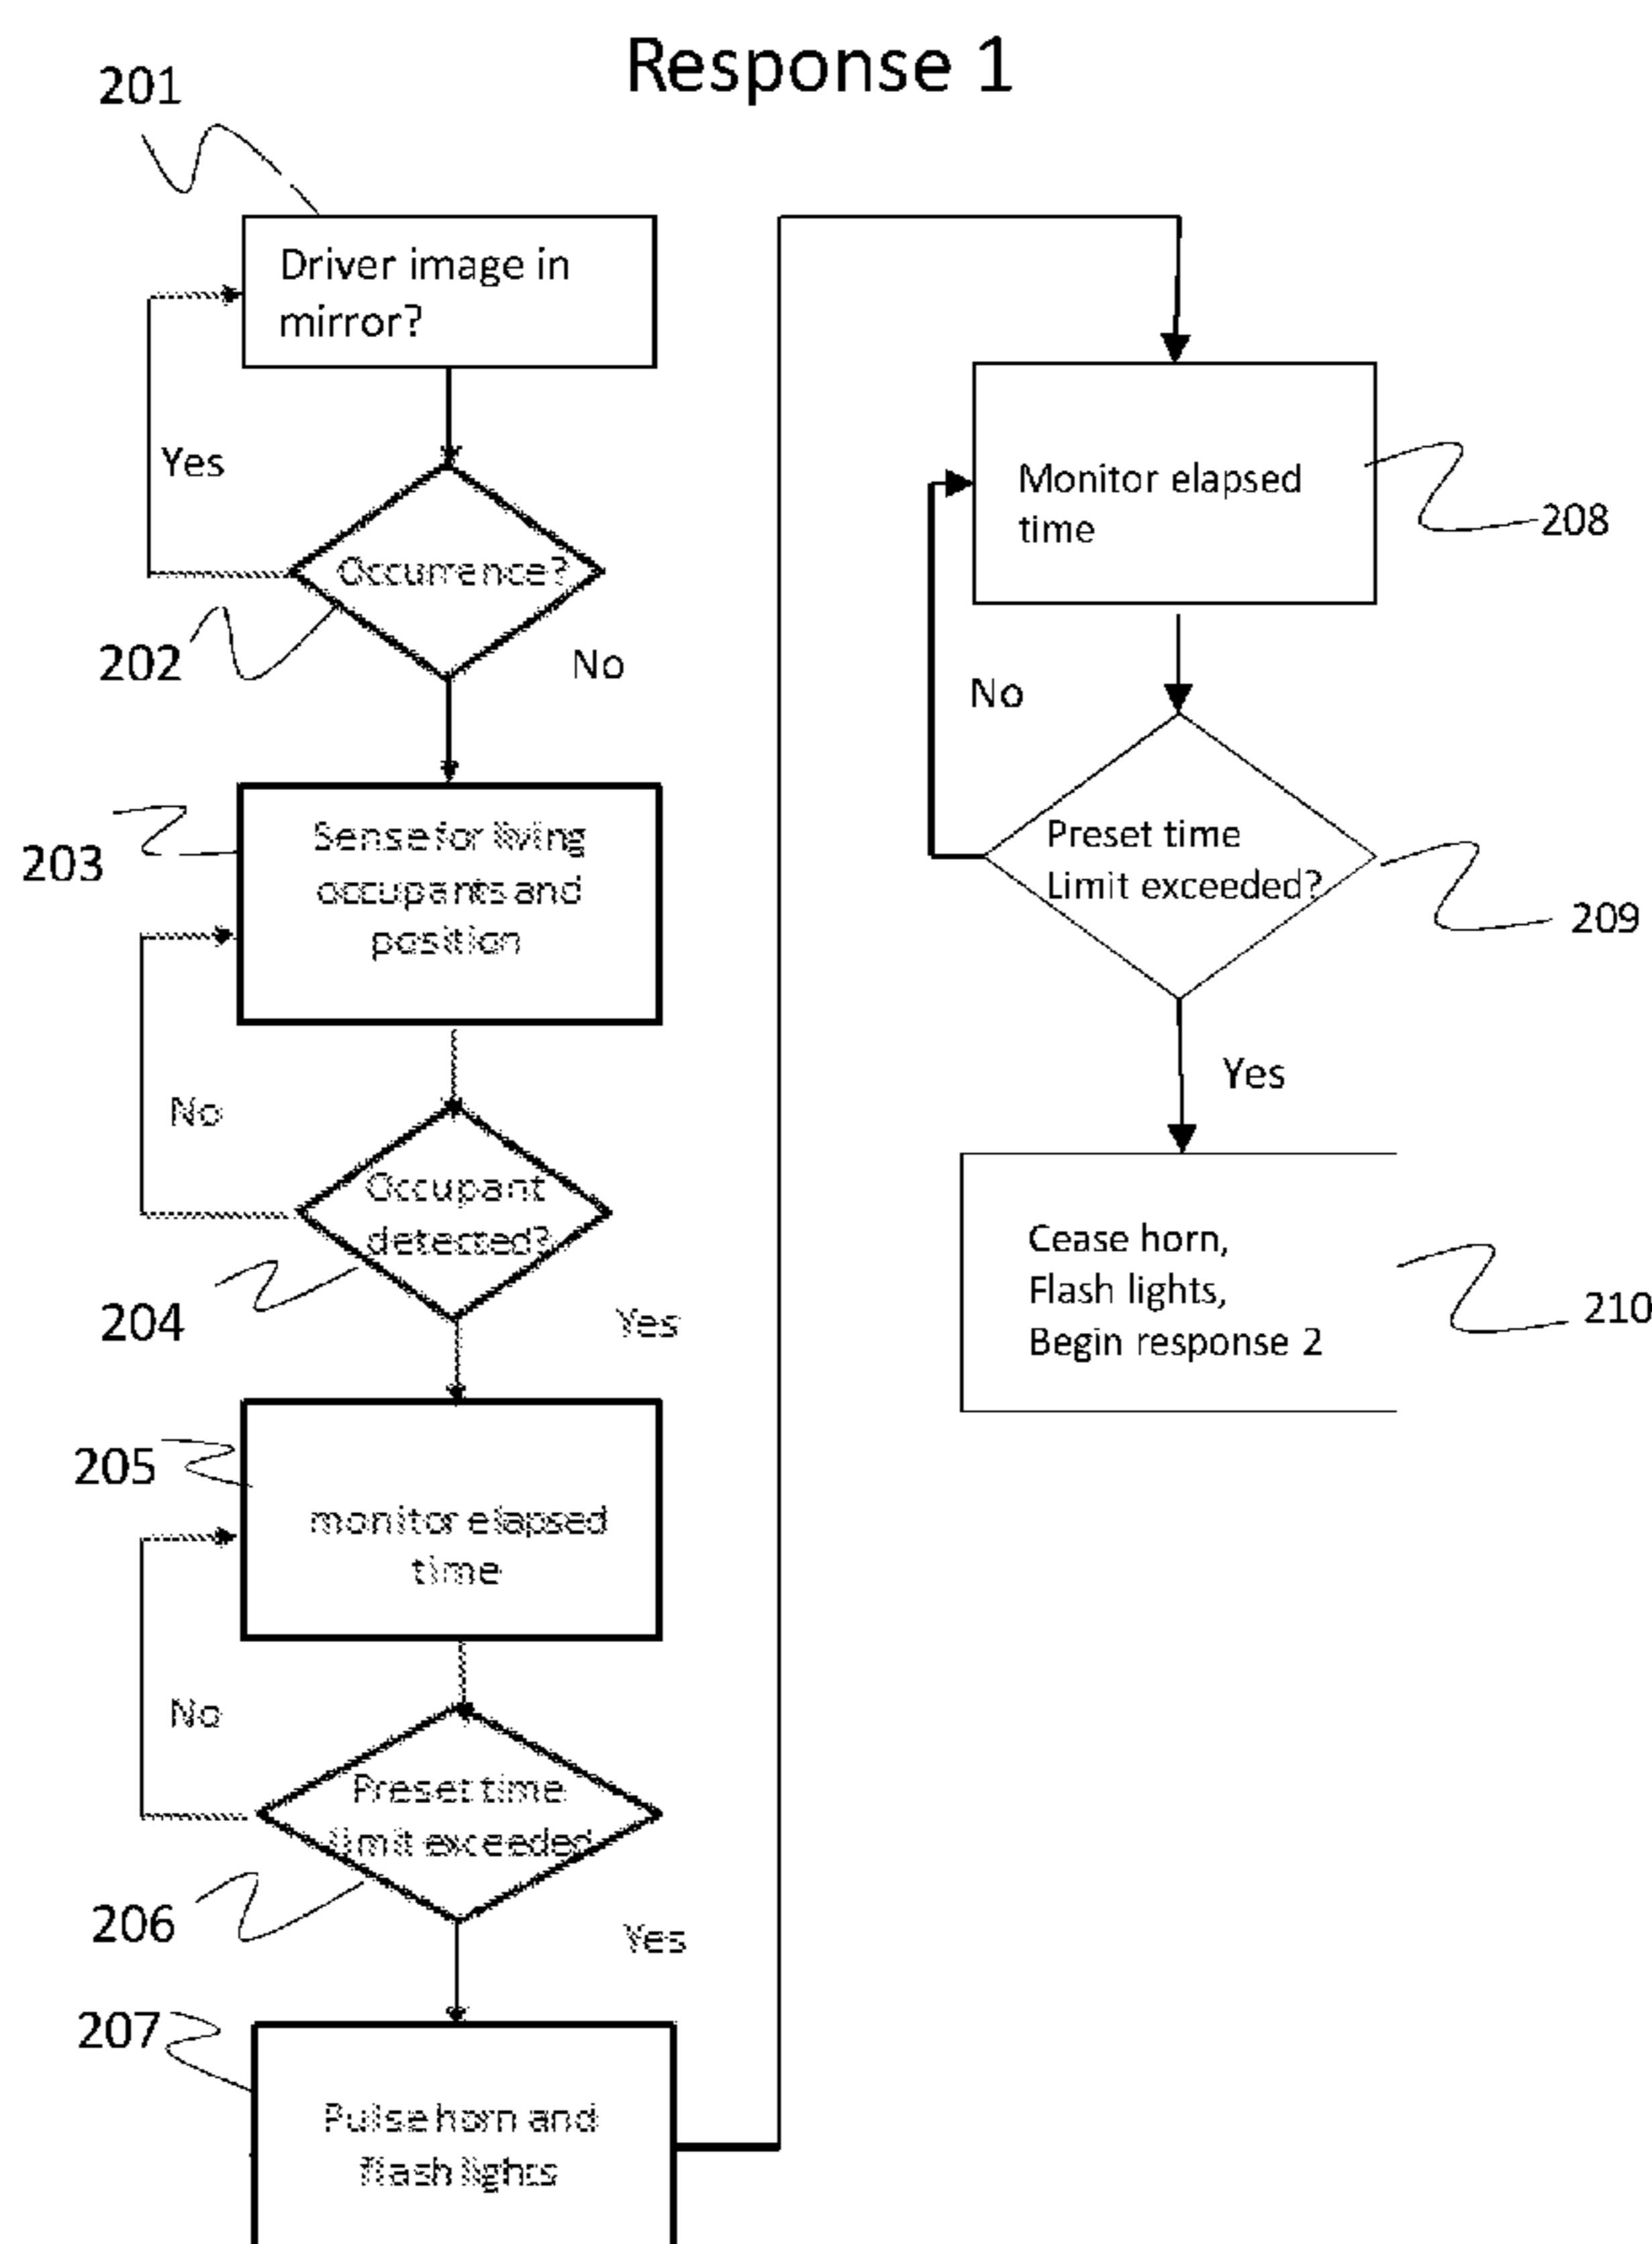 Response 1
201
Driver image in
mirror?
Yes
Occurrence?
202
No
203
Sense for living
occupants and
position
No
Occupant
detected?
204
Yes
205
monitor elapsed
time
No
Preset time
limit exceeded
206
Yes
207
Pulse horn and
flash lights
Monitor elapsed
time
208
No
Preset time
Limit exceeded?
209
Yes
Cease horn,
Flash lights,
Begin response 2
210